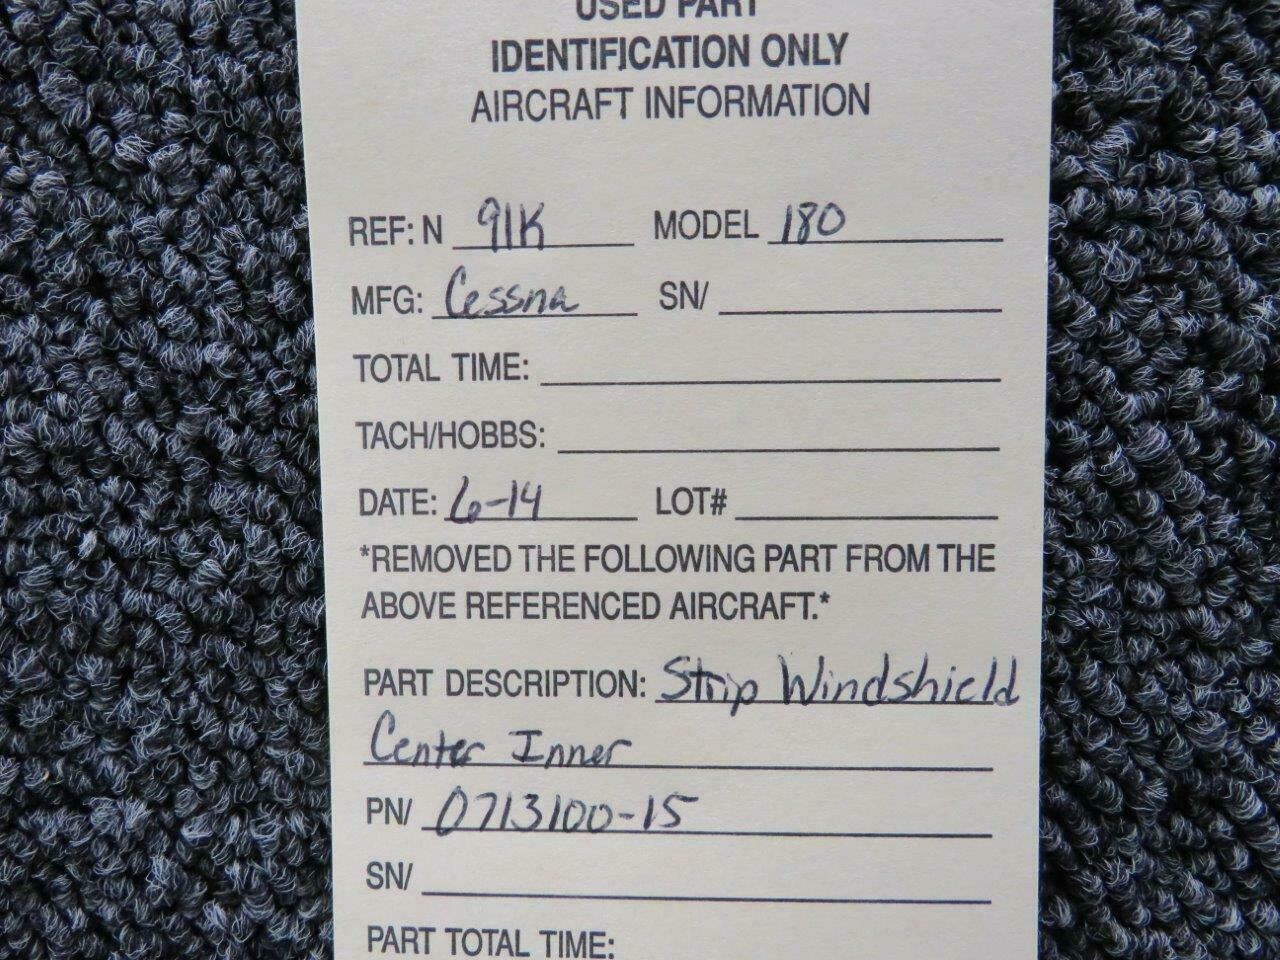 USED PART
IDENTIFICATION ONLY
AIRCRAFT INFORMATION
REF: N 91K MODEL 180
MFG: Cessna SN/
TOTAL TIME:
TACH/HOBBS:
DATE: 6-14 LOT#
*REMOVED THE FOLLOWING PART FROM THE
ABOVE REFERENCED AIRCRAFT.*
PART DESCRIPTION: Strip Windshield
Center Inner
PN/ 0713100-15
SN/
PART TOTAL TIME: